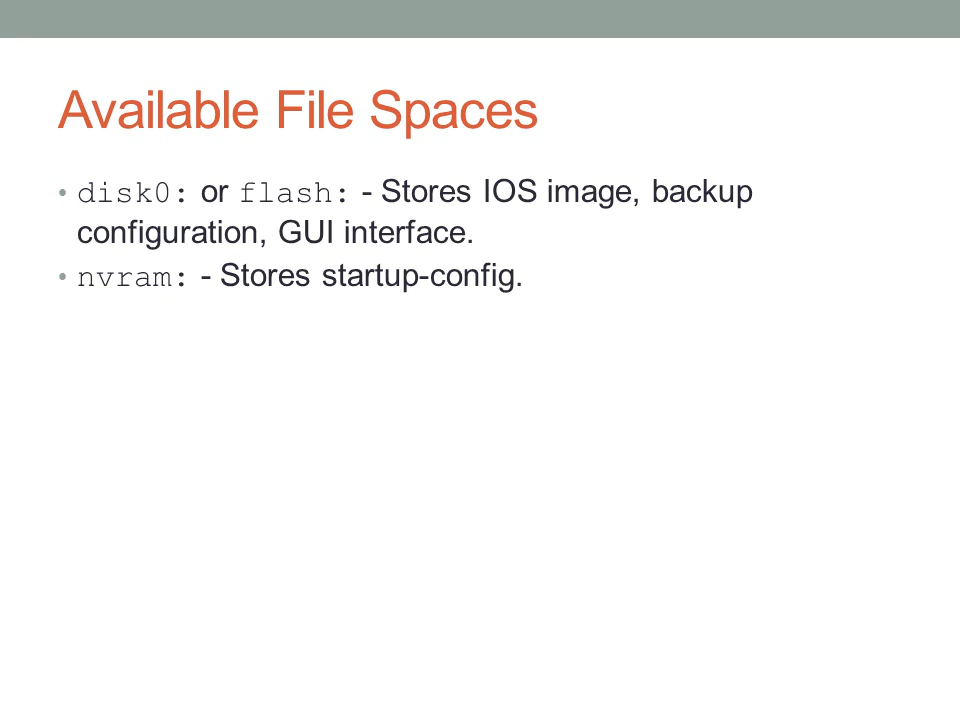 Available File Spaces
• disk0: or flash: - Stores IOS image, backup
configuration, GUI interface.
• nvram: - Stores startup-config.